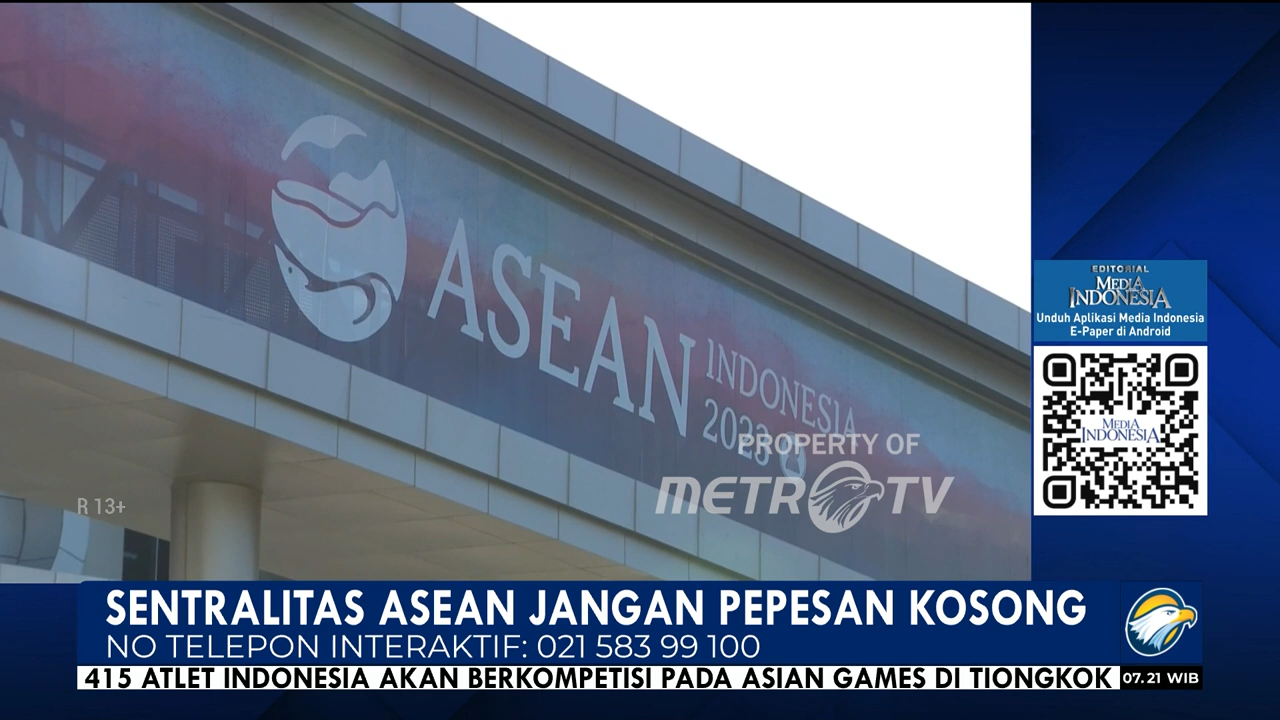 ASEAN
INDONESIA
2023
PROPERTY OF
METRO TV
R 13+
EDITORIAL
MEDIA
INDONESIA
Unduh Aplikasi Media Indonesia
E-Paper di Android
MEDIA
INDONESIA
SENTRALITAS ASEAN JANGAN PEPESAN KOSONG
NO TELEPON INTERAKTIF: 021 583 99 100
415 ATLET INDONESIA AKAN BERKOMPETISI PADA ASIAN GAMES DI TIONGKOK
07.21 WIB